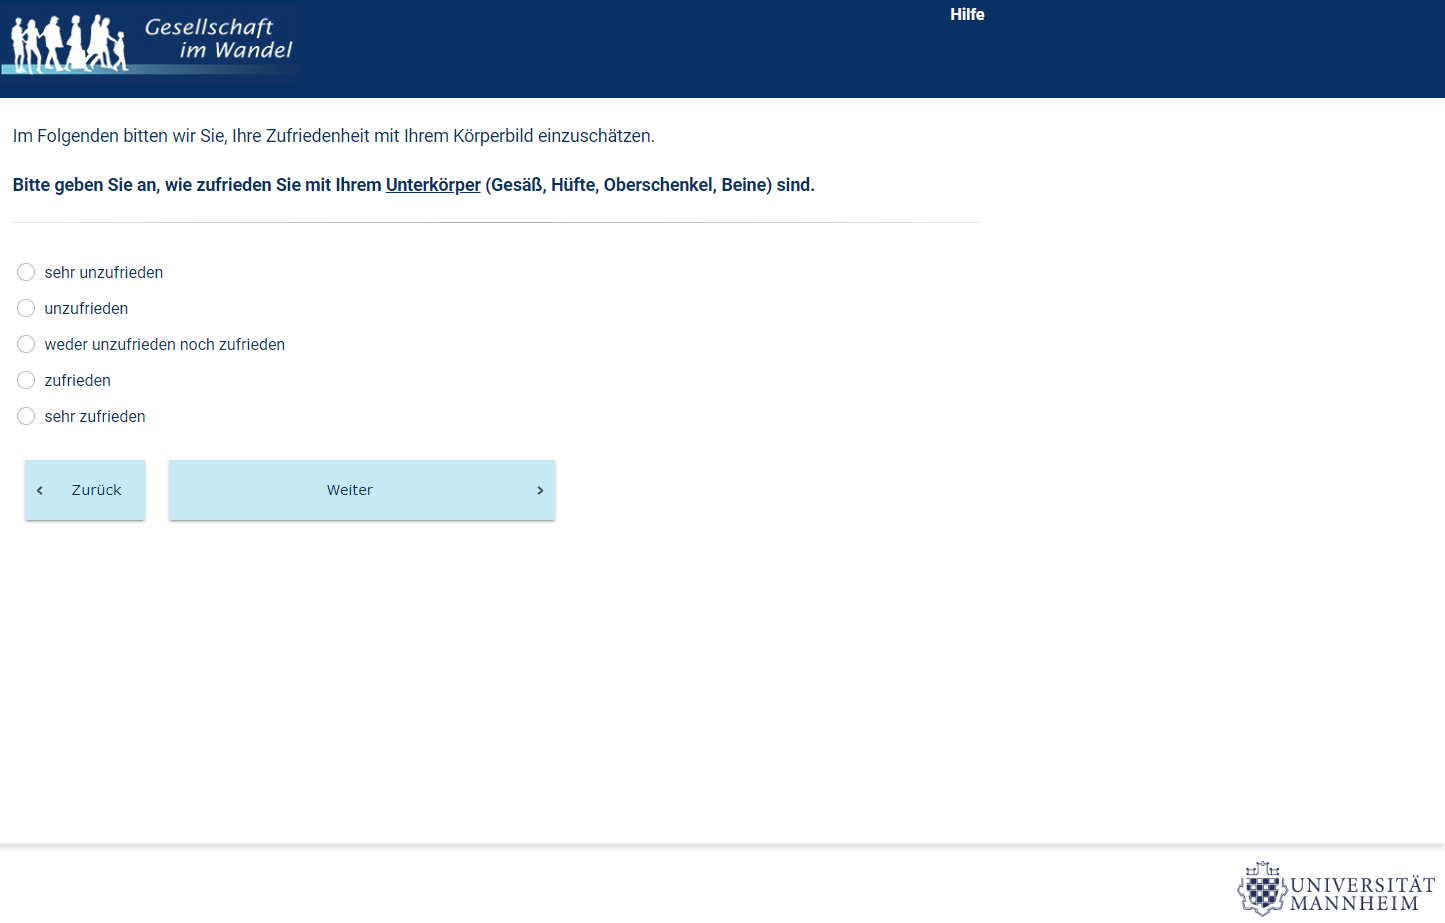 Gesellschaft
im Wandel
Hilfe
Im Folgenden bitten wir Sie, Ihre Zufriedenheit mit Ihrem Körperbild einzuschätzen.
Bitte geben Sie an, wie zufrieden Sie mit Ihrem Unterkörper (Gesäß, Hüfte, Oberschenkel, Beine) sind.
sehr unzufrieden
unzufrieden
weder unzufrieden noch zufrieden
zufrieden
sehr zufrieden
Zurück
Weiter
UNIVERSITÄT
MANNHEIM